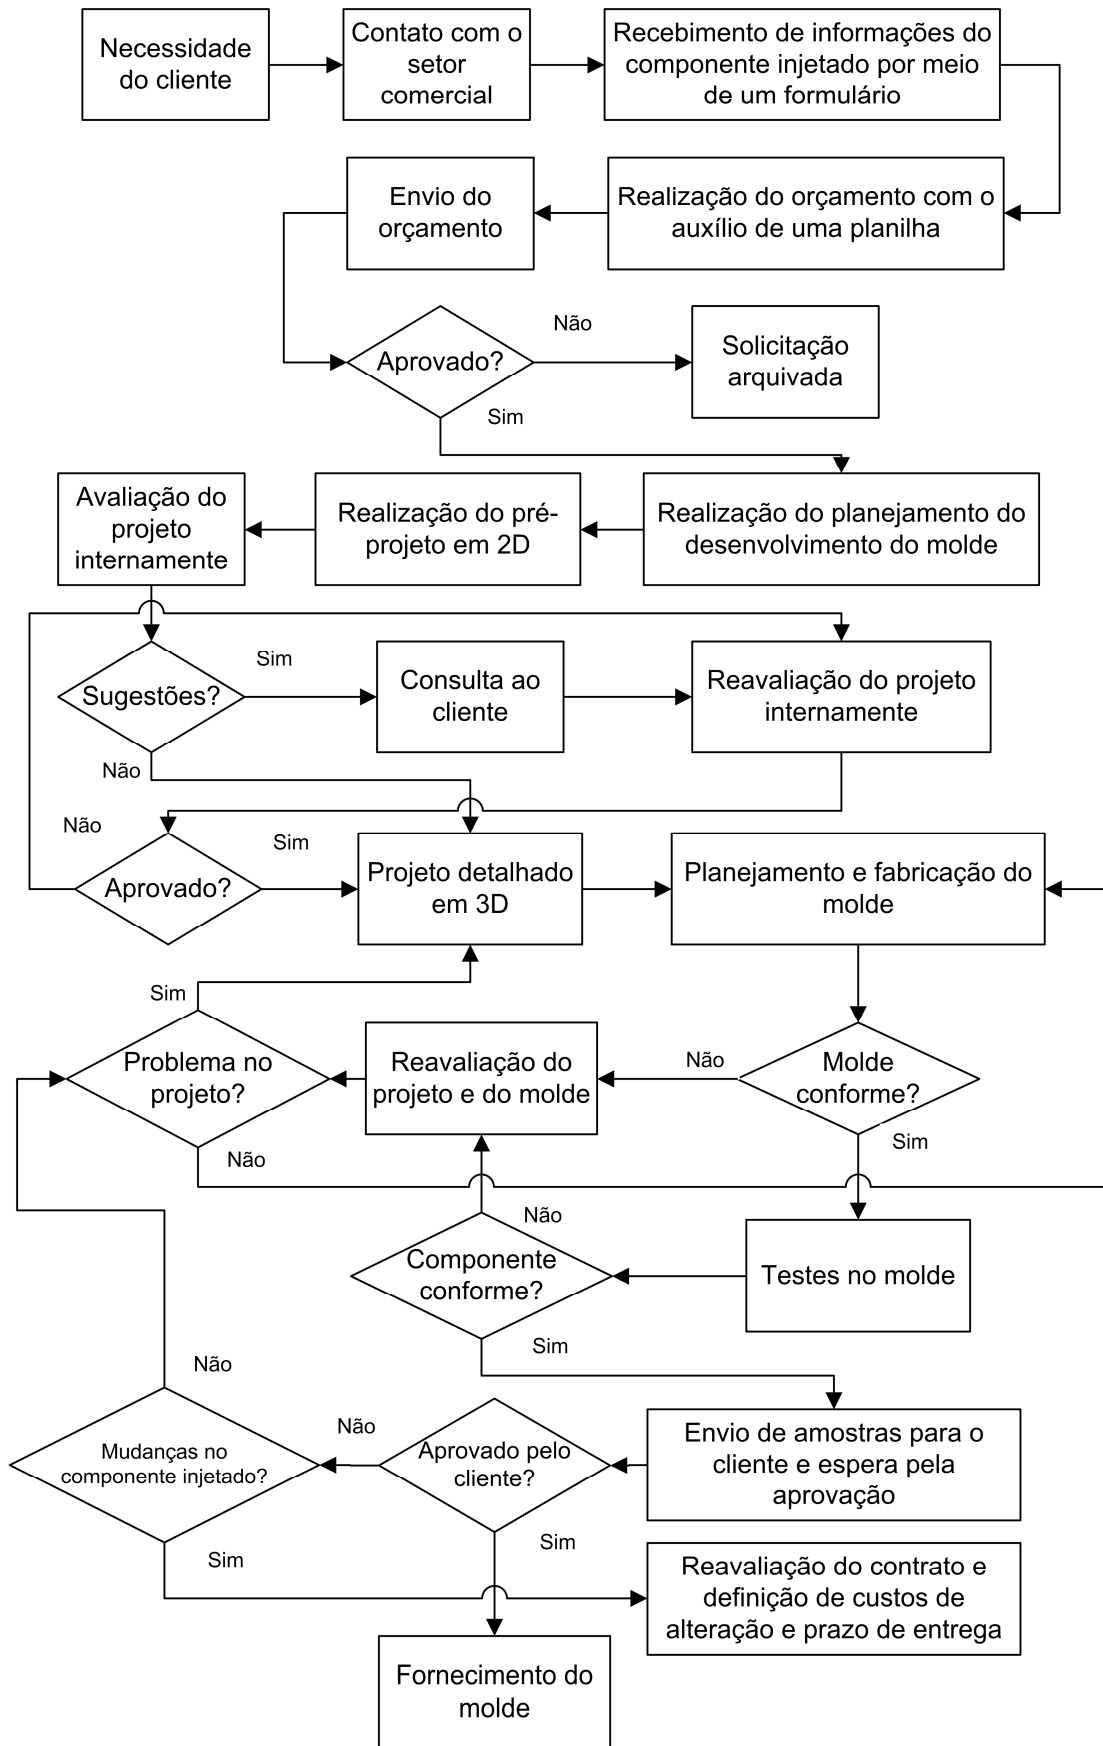 Necessidade
do cliente
Contato com o
setor
comercial
Recebimento de informações do
componente injetado por meio
de um formulário
Envio do
orçamento
Realização do orçamento com o
auxílio de uma planilha
Aprovado?
Não
Sim
Solicitação
arquivada
Avaliação do
projeto
internamente
Realização do pré-
projeto em 2D
Realização do planejamento do
desenvolvimento do molde
Sugestões?
Sim
Não
Consulta ao
cliente
Reavaliação do projeto
internamente
Não
Aprovado?
Sim
Projeto detalhado
em 3D
Planejamento e fabricação do
molde
Sim
Problema no
projeto?
Não
Reavaliação do
projeto e do molde
Não
Molde
conforme?
Sim
Não
Componente
conforme?
Sim
Testes no molde
Não
Mudanças no
componente injetado?
Sim
Não
Aprovado pelo
cliente?
Sim
Envio de amostras para o
cliente e espera pela
aprovação
Reavaliação do contrato e
definição de custos de
alteração e prazo de entrega
Fornecimento do
molde